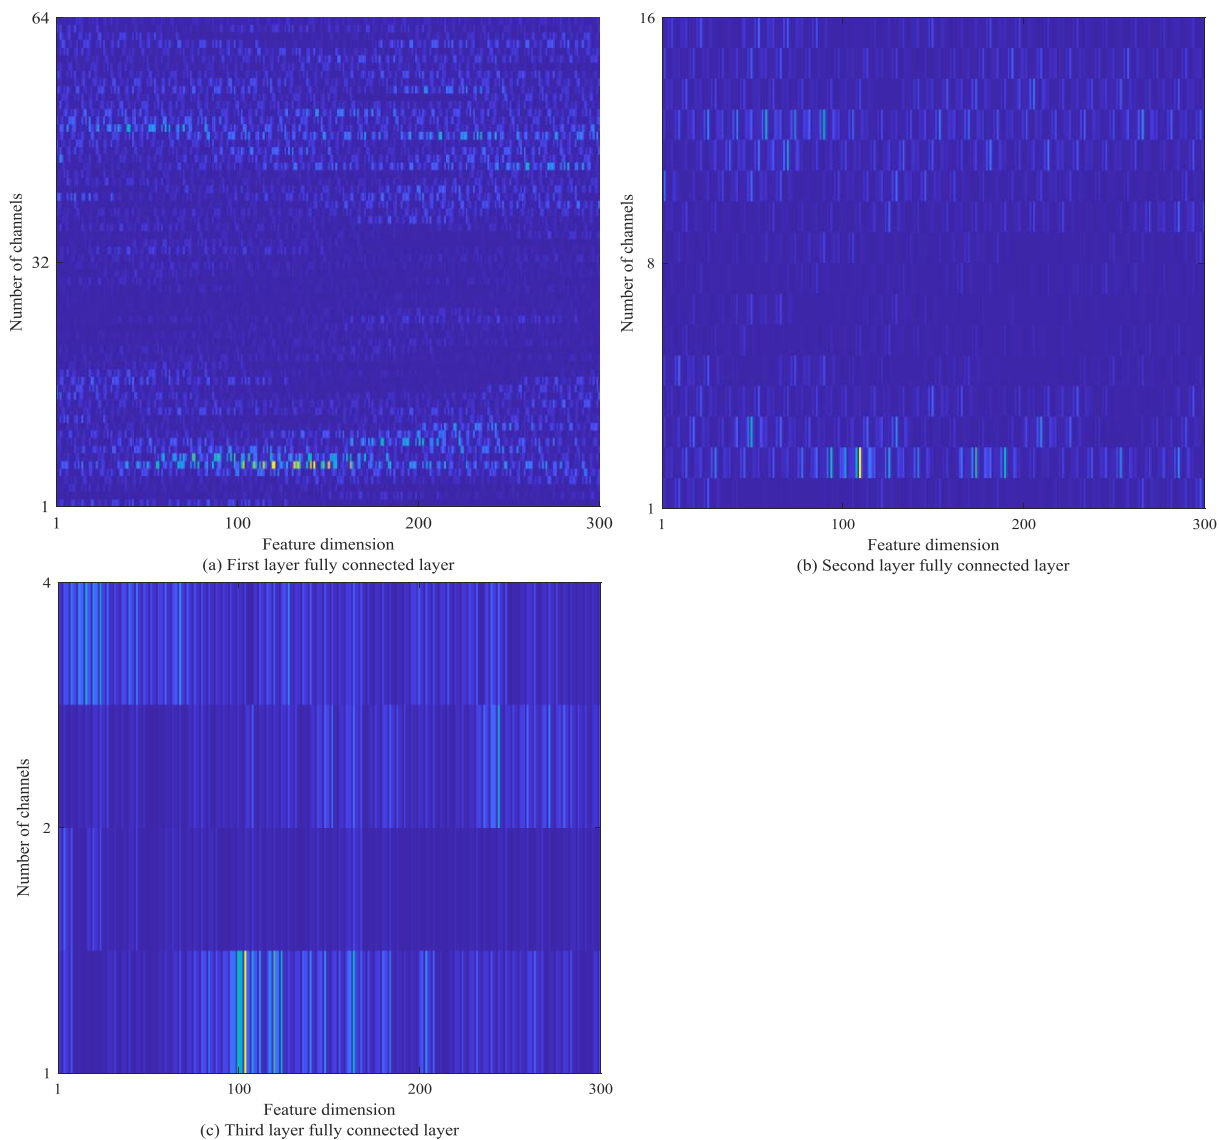 64
32
1
Number of channels
1
100
200
300
Feature dimension
(a) First layer fully connected layer
16
8
1
Number of channels
1
100
200
300
Feature dimension
(b) Second layer fully connected layer
4
2
1
Number of channels
1
100
200
300
Feature dimension
(c) Third layer fully connected layer